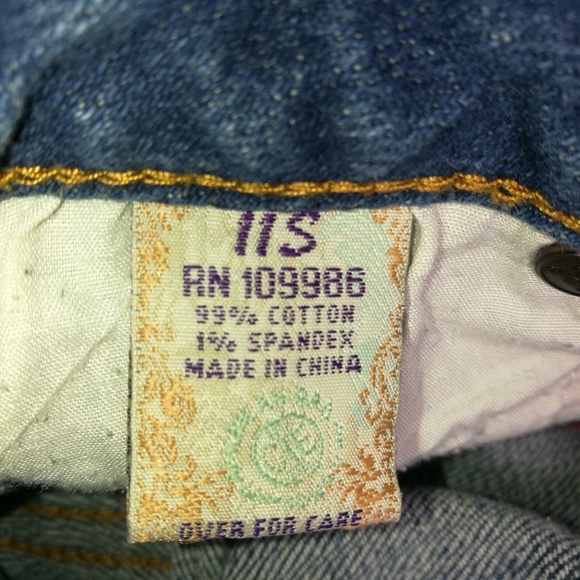 11S
RN 109986
99% COTTON
1% SPANDEX
MADE IN CHINA
OVER FOR CARE